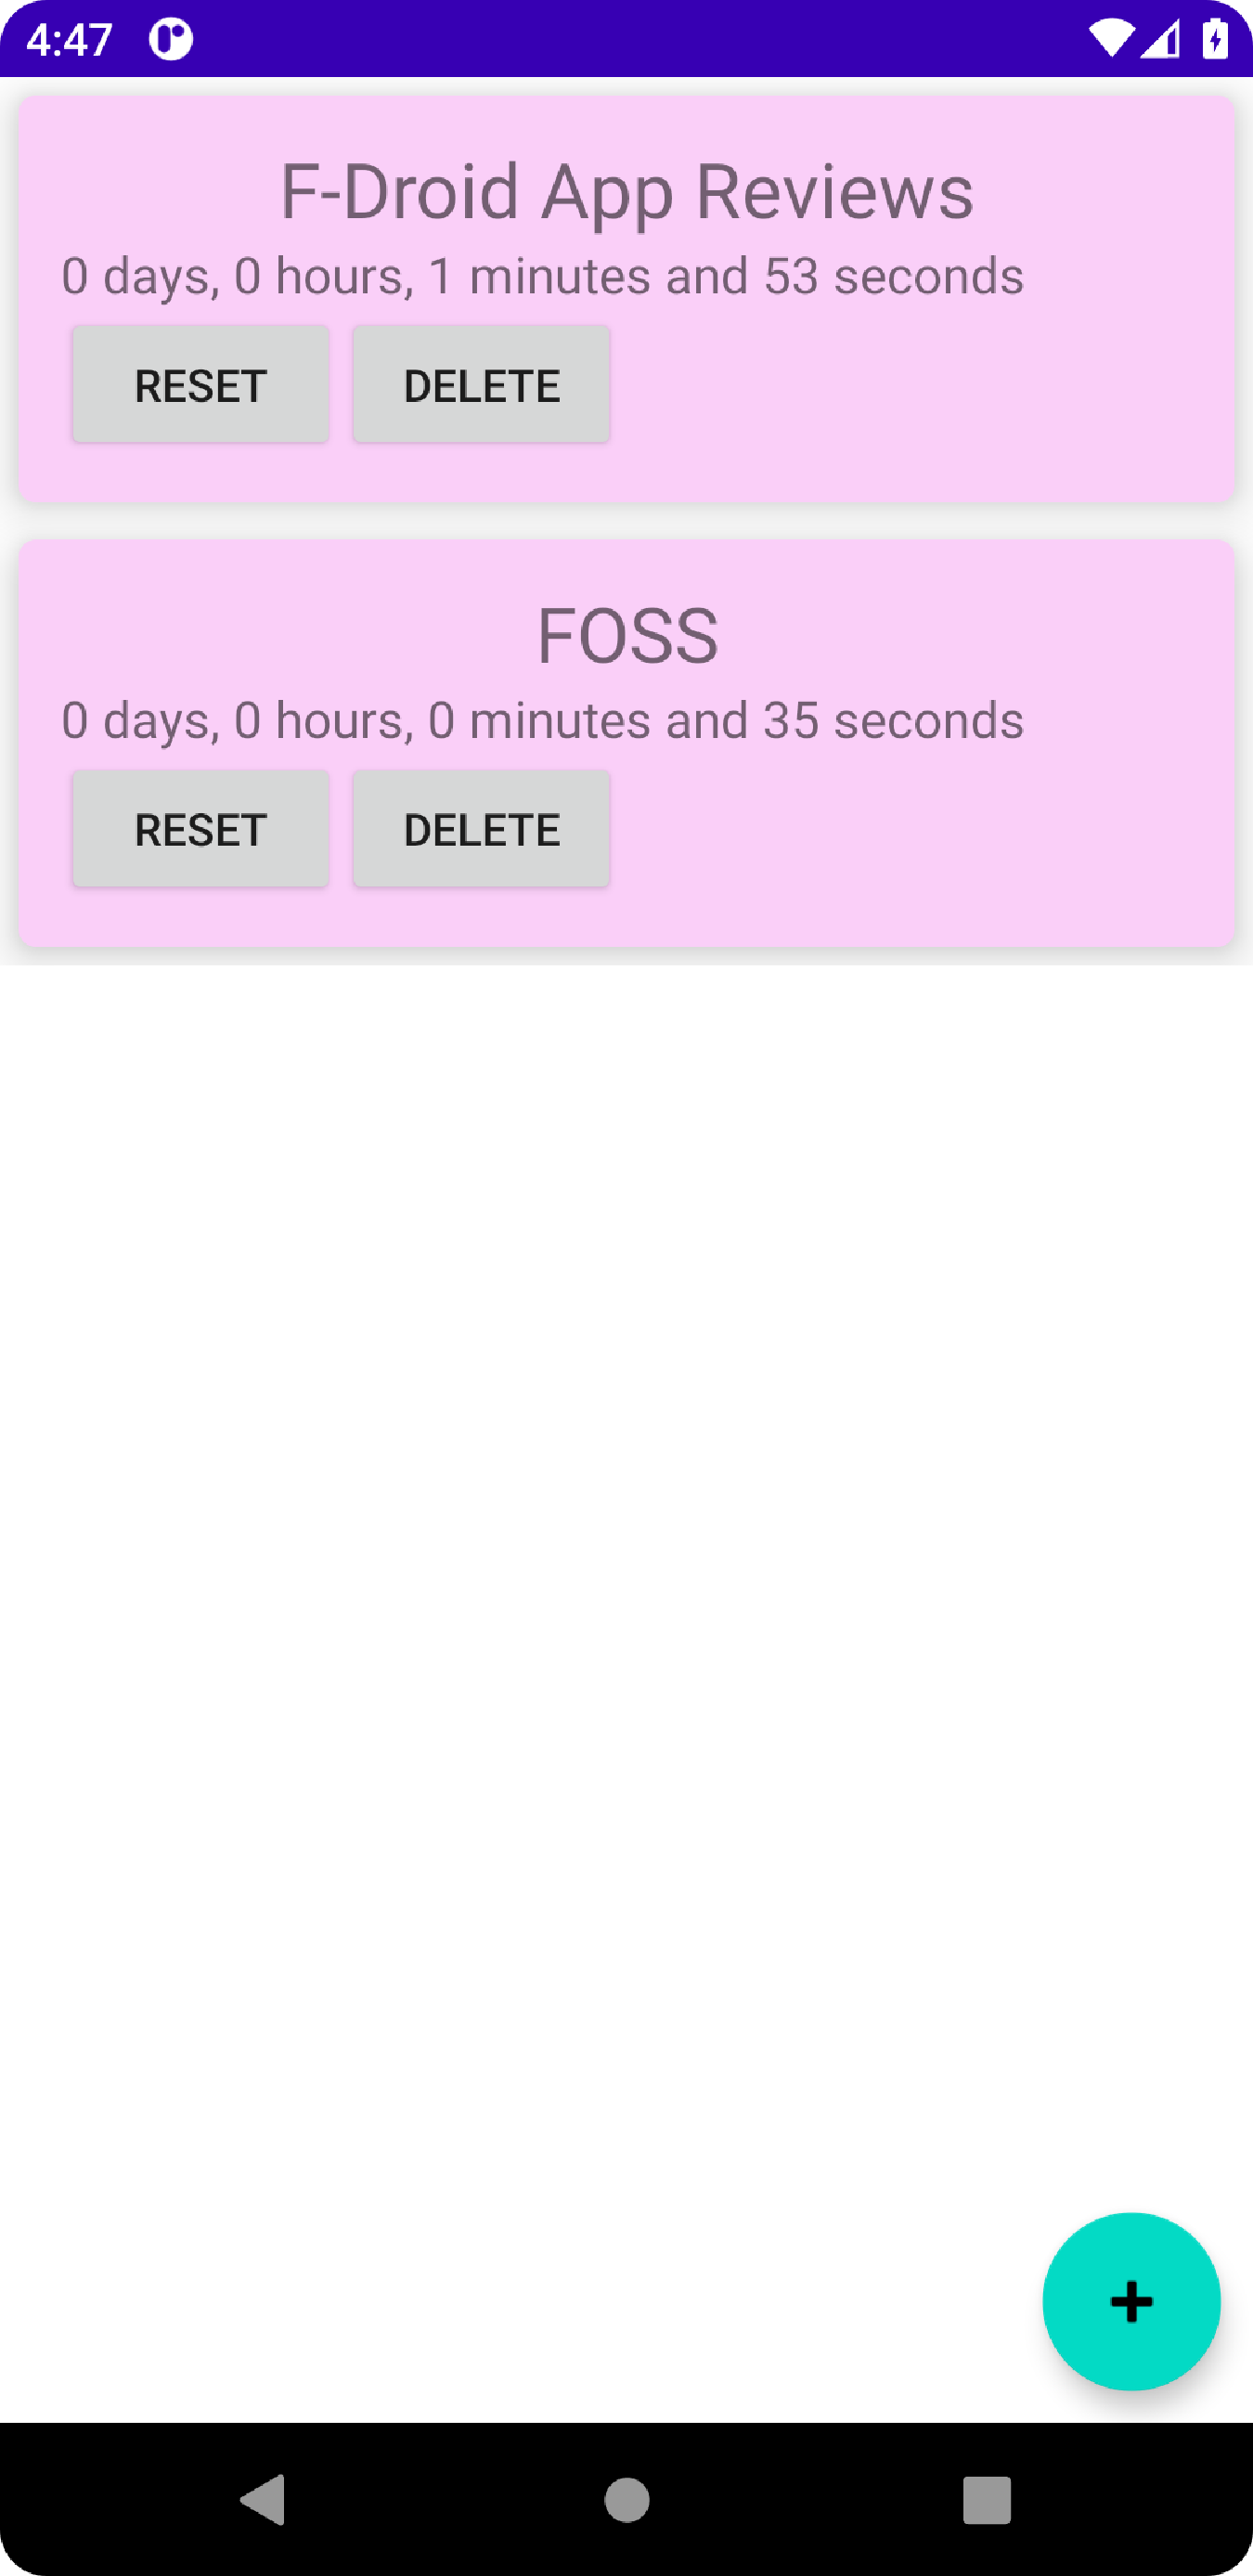 4:47
F-Droid App Reviews
0 days, 0 hours, 1 minutes and 53 seconds
RESET DELETE
FOSS
0 days, 0 hours, 0 minutes and 35 seconds
RESET DELETE